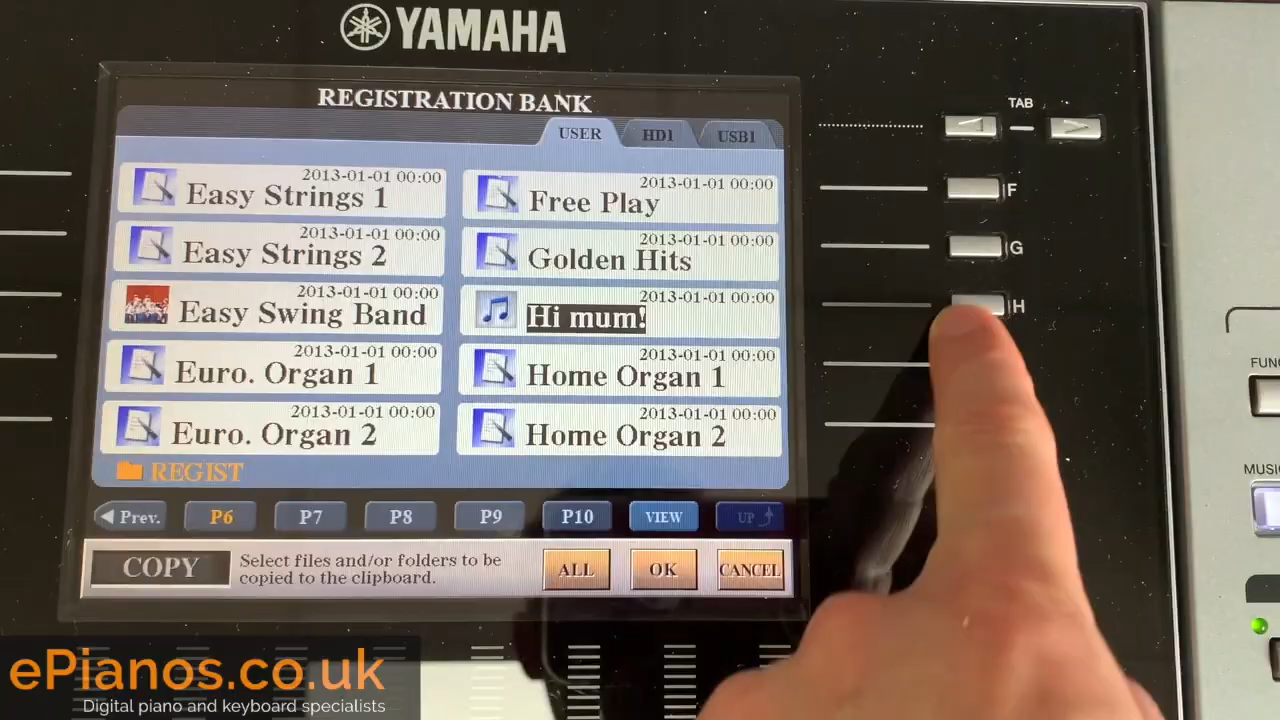 YAMAHA
REGISTRATION BANK
TAB
USER
HD1
USB1
2013-01-01 00:00
Easy Strings 1
2013-01-01 00:00
Free Play
F
2013-01-01 00:00
Easy Strings 2
2013-01-01 00:00
Golden Hits
G
2013-01-01 00:00
Easy Swing Band
2013-01-01 00:00
Hi mum!
H
2013-01-01 00:00
Euro. Organ 1
2013-01-01 00:00
Home Organ 1
2013-01-01 00:00
Euro. Organ 2
2013-01-01 00:00
Home Organ 2
REGIST
Prev.
P6
P7
P8
P9
P10
VIEW
UP
COPY
Select files and/or folders to be
copied to the clipboard.
ALL
OK
CANCEL
FUNC
MUSIC
ePianos.co.uk
Digital piano and keyboard specialists